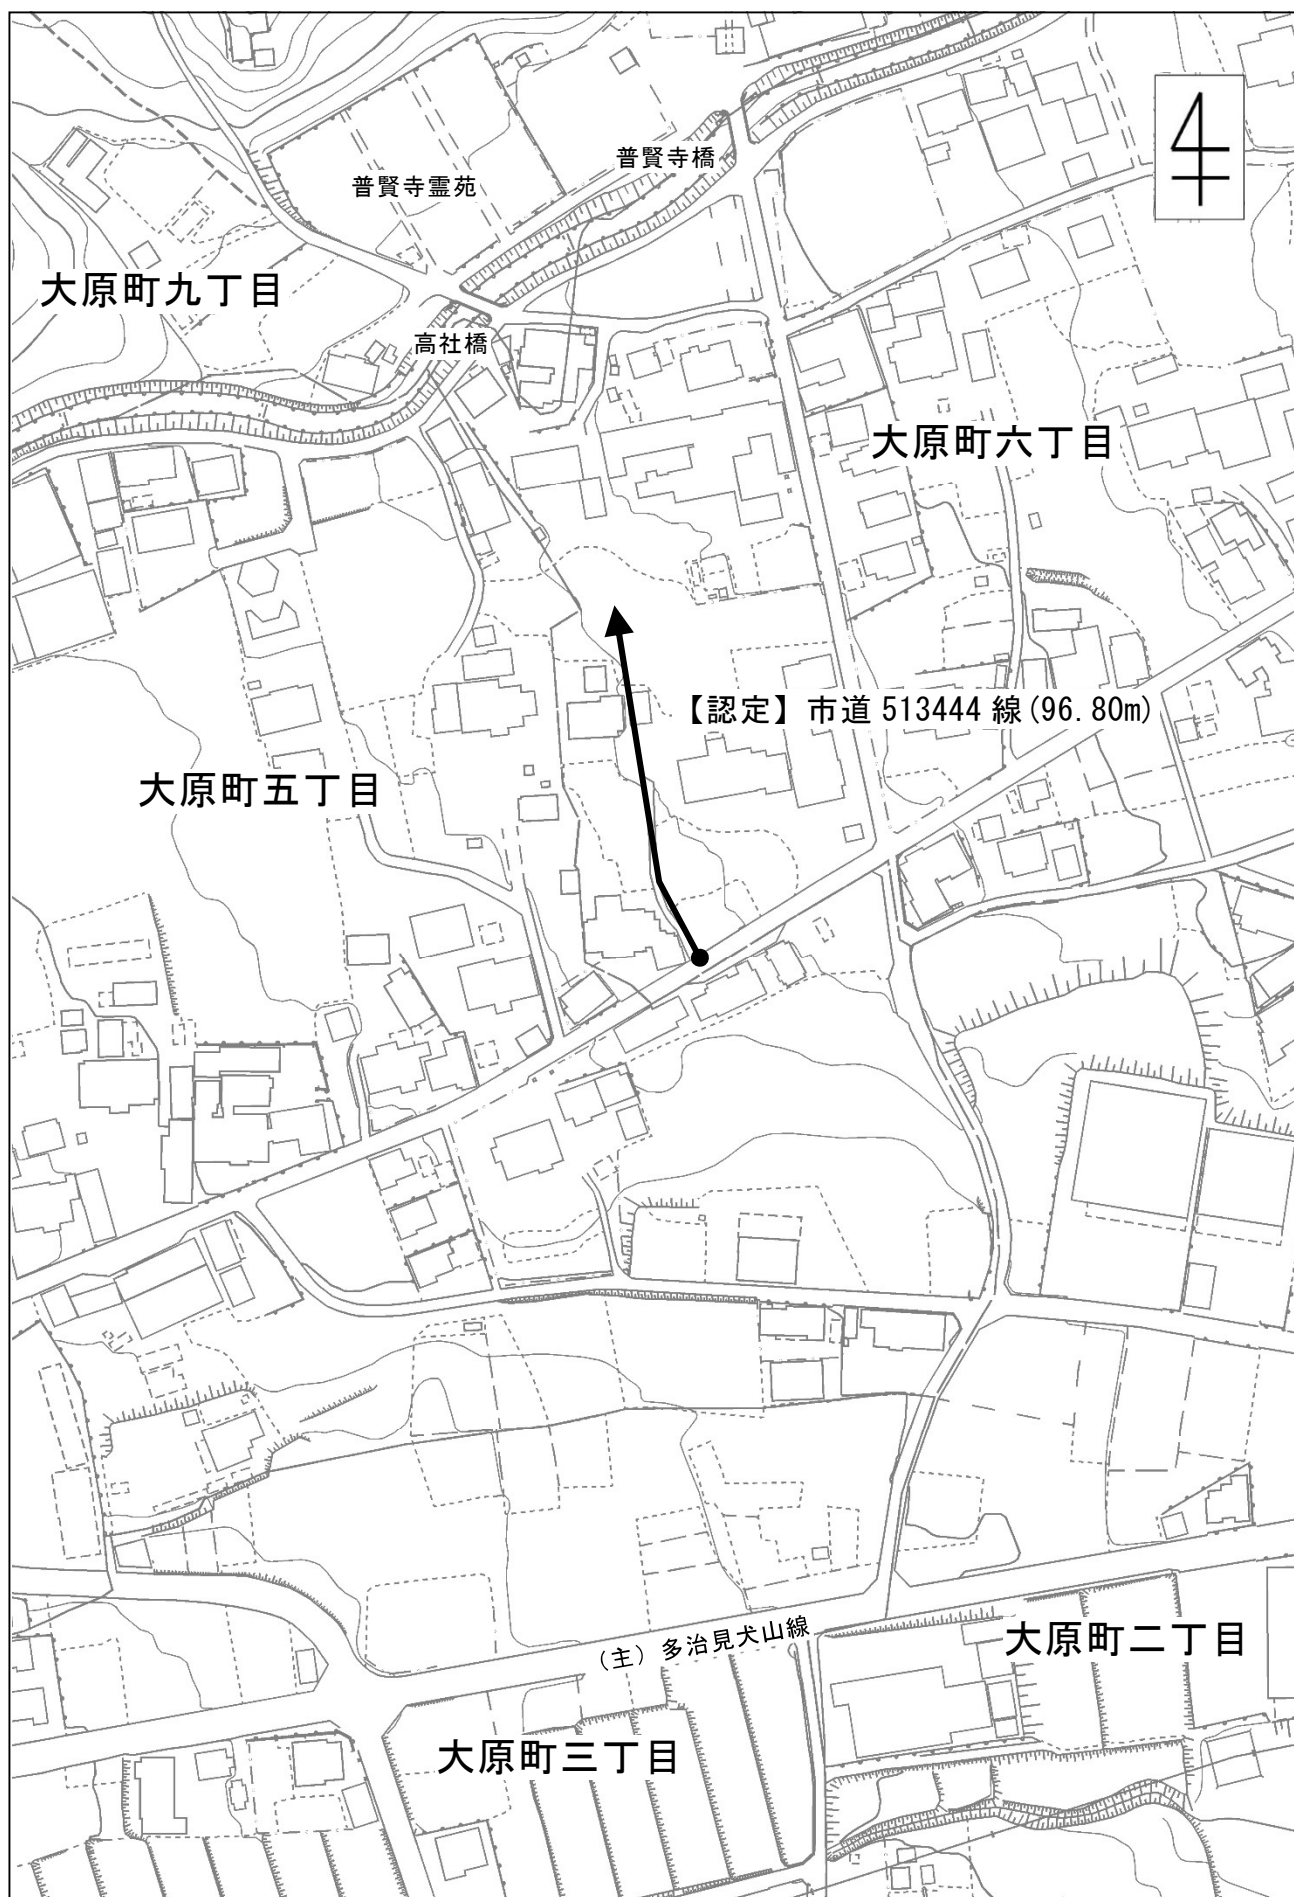 普賢寺橋
普賢寺霊苑
大原町九丁目
高社橋
大原町六丁目
【認定】市道 513444 線(96.80m)
大原町五丁目
(主) 多治見犬山線
大原町二丁目
大原町三丁目